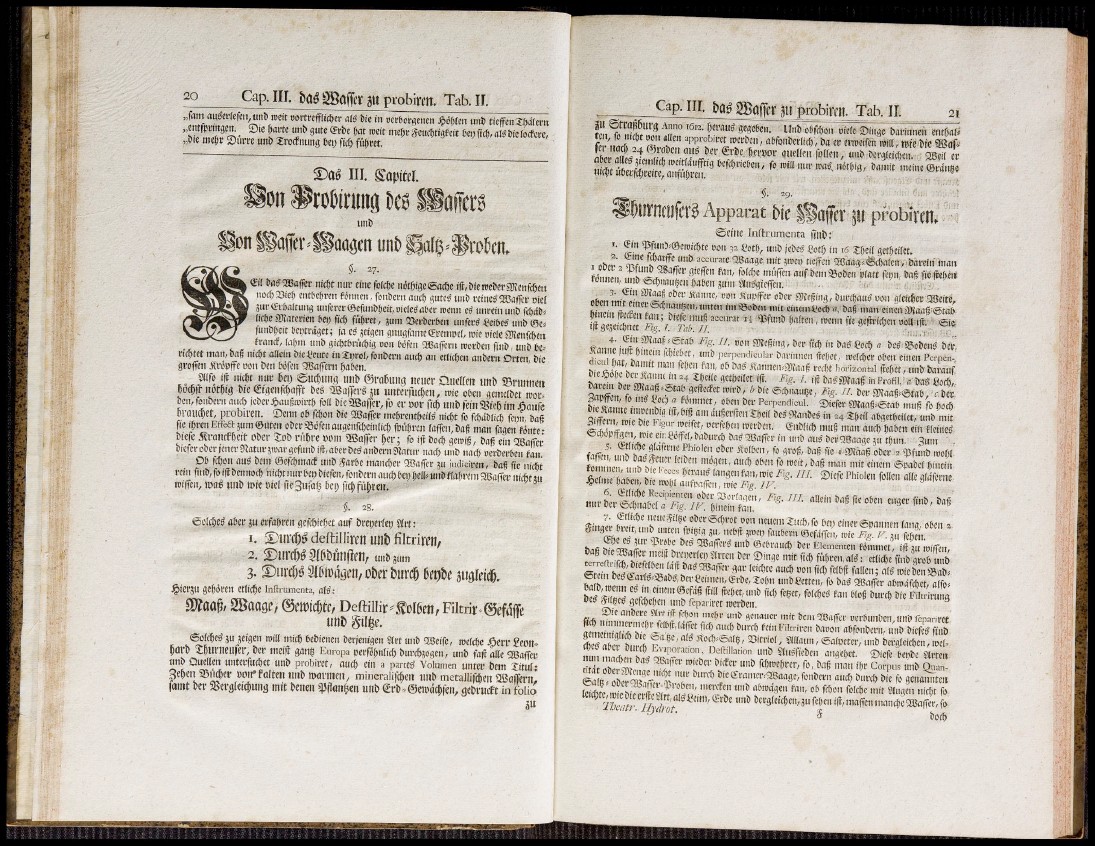 20 Cap. III. das Wasser zu probiren. Tab. II.
„sam auserlesen, und weit vortrefflicher als die in verborgenen Höhlen und tieffen Thälern
„entspringen. Die harte und gute Erde hat weit mehr Feuchtigkeit bey sich, als die lockere,
„die mehr Dürre und Trocknung bey sich führet.
Das III. Capitel.
Von Probirung des Wassers
und
Von Wasser-Waagen und Saltz-Proben.
§. 27.
WEil das Wasser nicht nur eine solche nöthige Sache ist, die weder Menschen
noch Vieh entbehren können, sondern auch gutes und reines Wasser viel
zur Erhaltung unserer Gesundheit, vieles aber wenn es unrein und schäd-
liche Materien bey sich führet, zum Verderben unsers Leibes und Ge-
sundheit beyträget; ja es zeigen gnugsamt Exempel, wie viele Menschen
kranck, lahm und gichtbrüchig von bösen Wassern worden sind, und be-
richtet man, daß nicht allein die Leute in Tyrol, sondern auch an etlichen andern Orten, die
grossen Kröpffe von den bösen Wassern haben.
Also ist nicht nur bey Suchung und Grabung neuer Quellen und Brunnen
höchst nöthig die Eigenschafft des Wassers zu untersuchen, wie oben gemeldet wor-
den, sondern auch jeder Haußwirth soll die Wasser, so er vor sich und sein Vieh im Hause
brauchet, probiren. Denn ob schon die Wasser mehrentheils nicht so schädlich seyn, daß
sie ihren Effect zum Guten oder Bösen augenscheinlich spühren lassen, daß man sagen könte:
diese Kranckheit oder Tod rühre vom Wasser her; so ist doch gewiß, daß ein Wasser
dieser oder jener Natur zwar gesund ist, aber des andern Natur nach und nach verderben kan.
Ob schon aus dem Geschmack und Farbe mancher Wasser zu judiciren, daß sie nicht
rein sind, so ist dennoch nicht nur bey diesen, sondern auch bey hell- und klahrem Wasser nicht zu
wissen, was und wie viel sie Zusatz bey sich führen.
§. 28.
Solches aber zu erfahren geschiehet auf dreyerley Art:
1. Durchs destilliren und filtriren,
2. Durchs Abdünsten, und zum
3. Durchs Abwägen, oder durch beyde zugleich.
Hierzu gehören etliche Instrumenta, als:
Maaß, Waage, Gewichte, Destillir-Kolben, Filtrir-Gefässe
und Filtze.
Solches zu zeigen will mich bedienen derjenigen Art und Weise, welche Herr Leon-
hard Thurneuser, der meist gantz Europa persöhnlich durchzogen, und fast alle Wasser
und Quellen untersuchet und probiret, auch ein a partes Volumen unter dem Titul:
Zehen Bücher von kalten und warmen, mineralischen und metallischen Wassern,
samt der Vergleichung mit denen Pflantzen und Erd-Gewächsen, gedruckt in folio
zu
Cap. III. das Wasser zu probiren. Tab. II. 21
zu Straßburg Anno 1612. heraus gegeben. Und obschon viele Dinge darinnen enthal-
ten, so nicht von allen approbiret werden, absonderlich, da er erweisen will, wie die Was-
ser nach 24 Graden aus der Erde hervor quellen sollen, und dergleichen. Weil er
aber alles ziemlich weitläufftig beschrieben, so will nur was nöthig, damit meine Gräntze
nicht überschreite, anführen.
§. 29.
Thurneusers Apparat die Wasser zu probiren.
Seine Instrumenta sind:
1. Ein Pfund-Gewichte von 32 Loth, und jedes Loth in 16 Theil getheilet.
2. Eine scharffe und accurate Waage mit zwey tieffen Waag-Schalen, darein man
1 oder 2 Pfund Wasser giessen kan, solche müssen auf dem Boden platt seyn, daß sie stehen
können, und Schnautzen haben zum Ausgiessen.
3. Ein Maaß oder Kanne, von Kupffer oder Meßing, durchaus von gleicher Weite,
oben mit einer Schnautzen, unten im Boden mit einem Loch a, daß man einen Maaß-Stab
hinein stecken kan; diese muß accurat Pfund halten, wenn sie gestrichen voll ist. Sie
ist gezeichnet Fig. I. Tab. II.
4. Ein Maaß-Stab Fig. II. von Meßing, der sich in das Loch a des Bodens der
Kanne just hinein schiebet, und perpendicular darinnen stehet, welcher oben einen Perpen-
dicul hat, damit man sehen kan, ob das Kannen-Maaß recht horizontal stehet, und darauf
die Höhe der Kanne in 24 Theile getheilet ist. Fig. I. ist das Maaß in Profil, a das Loch,
darein der Maaß-Stab gesteckt wird, b die Schnautze, Fig. II. der Maaß-Stab, c der
Zapffen, so ins Loch a kömmet, oben der Perpendicul. Dieser Maaß-Stab muß so hoch
die Kanne inwendig ist, biß am äußersten Theil des Randes in 24 Theil abgetheilet, und mit
Ziffern, wie die Figur weiset, versehen werden. Endlich muß man auch haben ein kleines
Schöpffgen, wie ein Löffel, dadurch das Wasser in und aus der Waage zu thun. Zum
5. Etliche gläserne Phiolen oder Kolben, so groß, daß sie 1 Maaß oder 2 Pfund wohl
fassen, und das Feuer leiden mögen, auch oben so weit, daß man mit einem Spadel hinein
kommen, und die Feces heraus langen kan, wie Fig. III. Diese Phiolen sollen alle gläserne
Helme haben, die wohl aufpassen, wie Fig. IV.
6. Etliche Recipienten oder Vorlagen, Fig. III. allein daß sie oben enger sind, daß
nur der Schnabel a Fig. IV. hinein kan.
7. Etliche neue Filtze oder Schrot von neuem Tuch, so bey einer Spannen lang, oben 2
Finger breit, und unten spitzig zu, nebst zwey saubern Gefässen, wie Fig. V. zu sehen.
Ehe es zur Probe des Wassers und Gebrauch der Elementen kömmet, ist zu wissen,
daß die Wasser meist dreyerley Arten der Dinge mit sich führen, als: etliche sind grob und
terrestrisch, dieselben läst das Wasser gar leichte auch von sich selbst fallen; als wie den Bad-
Stein des Carls-Bads, der Leimen, Erde, Tohn und Letten, so das Wasser abwäschet, also-
bald, wenn es in einem Gefäß still stehet, und sich setzet, solches kan bloß durch die Filtrirung
des Filtzes geschehen und separiret werden.
Die andere Art ist schon mehr und genauer mit dem Wasser verbunden, und separiret
sich nimmermehr selbst, lässet sich auch durch kein Filtriren davon absondern, und dieses sind
gemeiniglich die Saltze, als Koch-Saltz, Vitriol, Allaun, Salpeter, und dergleichen, wel-
ches aber durch Evaporation, Destillation und Aussieden angehet. Diese beyde Arten
nun machen das Wasser wieder dicker und schwehrer, so, daß man ihr Corpus und Quan-
tität oder Menge nicht nur durch die Cramer-Waage, sondern auch durch die so genannten
Saltz- oder Wasser-Proben, mercken und abwägen kan, ob schon solche mit Augen nicht so
leichte, wie die erste Art, als Leim, Erde und dergleichen, zu sehen ist, massen manche Wasser, so
Theatr. Hydrot. F doch